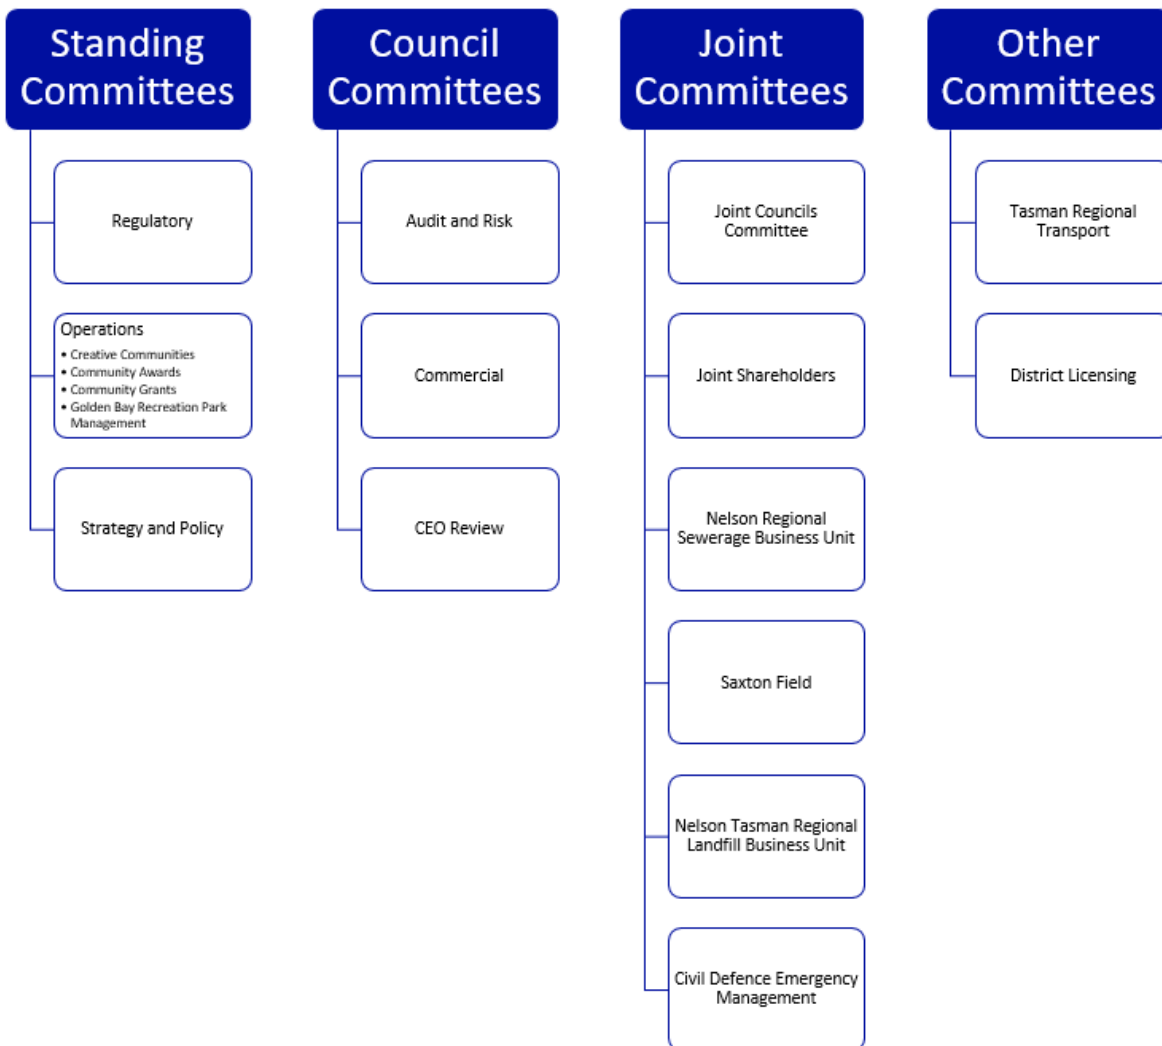 Standing
Committees
Regulatory
Operations
• Creative Communities
• Community Awards
• Community Grants
• Golden Bay Recreation Park
Management
Strategy and Policy
Council
Committees
Audit and Risk
Commercial
CEO Review
Joint
Committees
Joint Councils
Committee
Joint Shareholders
Nelson Regional
Sewerage Business Unit
Saxton Field
Nelson Tasman Regional
Landfill Business Unit
Civil Defence Emergency
Management
Other
Committees
Tasman Regional
Transport
District Licensing